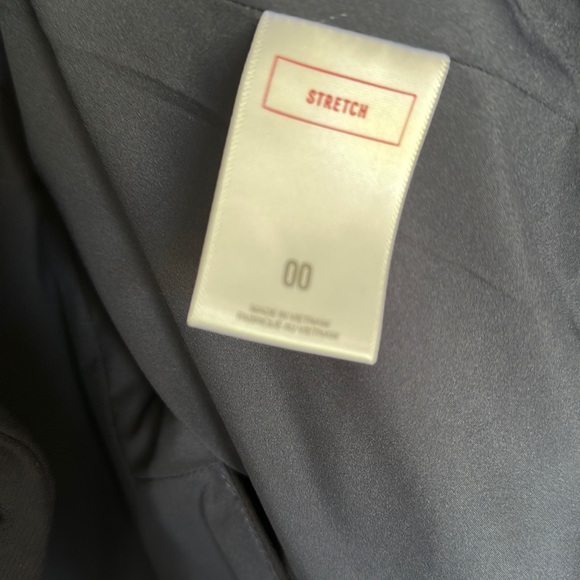 STRETCH
00
MADE IN VIETNAM
FABRIQUÉ AU VIETNAM